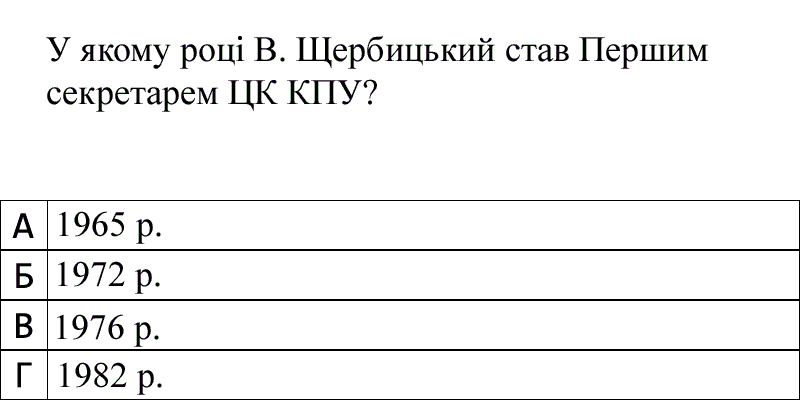 У якому році В. Щербицький став Першим
секретарем ЦК КПУ?
А 1965 р.
Б 1972 р.
В 1976 р.
Г 1982 р.